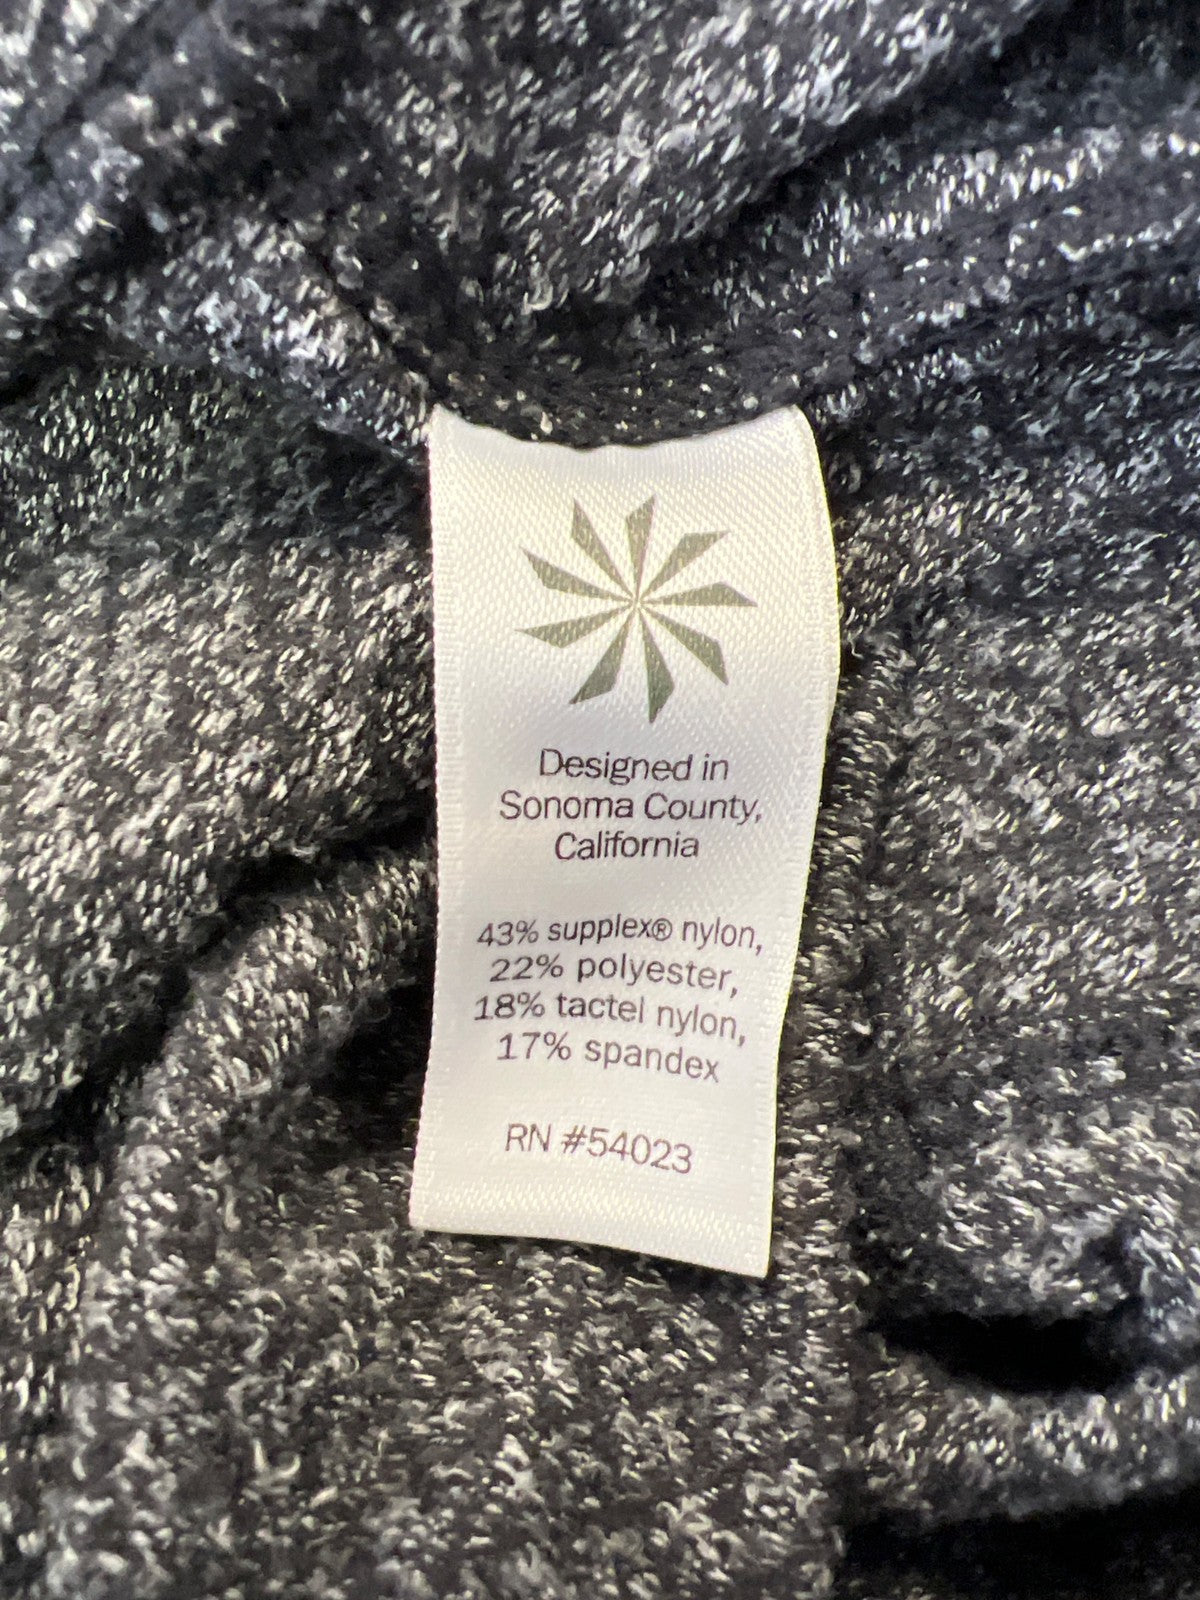 Designed in
Sonoma County,
California
43% supplex® nylon,
22% polyester,
18% tactel nylon,
17% spandex
RN #54023